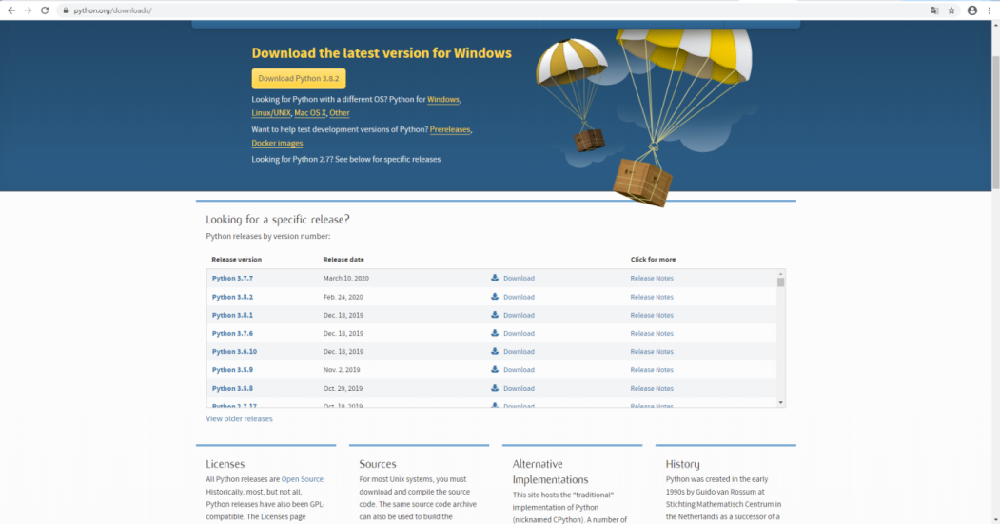 python.org/downloads/
Download the latest version for Windows
Download Python 3.8.2
Looking for Python with a different OS? Python for Windows,
Linux/UNIX, Mac OS X, Other
Want to help test development versions of Python? Prereleases,
Docker images
Looking for Python 2.7? See below for specific releases
Looking for a specific release?
Python releases by version number:
Release version Release date Click for more
Python 3.7.7 March 10, 2020 Download Release Notes
Python 3.8.2 Feb. 24, 2020 Download Release Notes
Python 3.8.1 Dec. 18, 2019 Download Release Notes
Python 3.7.6 Dec. 18, 2019 Download Release Notes
Python 3.6.10 Dec. 18, 2019 Download Release Notes
Python 3.5.9 Nov. 2, 2019 Download Release Notes
Python 3.5.8 Oct. 29, 2019 Download Release Notes
Python 2.7.17 Oct. 19, 2019 Download Release Notes
View older releases
Licenses
All Python releases are Open Source.
Historically, most, but not all,
Python releases have also been GPL-
compatible. The Licenses page
Sources
For most Unix systems, you must
download and compile the source
code. The same source code archive
can also be used to build the
Alternative
Implementations
This site hosts the "traditional"
implementation of Python
(nicknamed CPython). A number of
History
Python was created in the early
1990s by Guido van Rossum at
Stichting Mathematisch Centrum in
the Netherlands as a successor of a